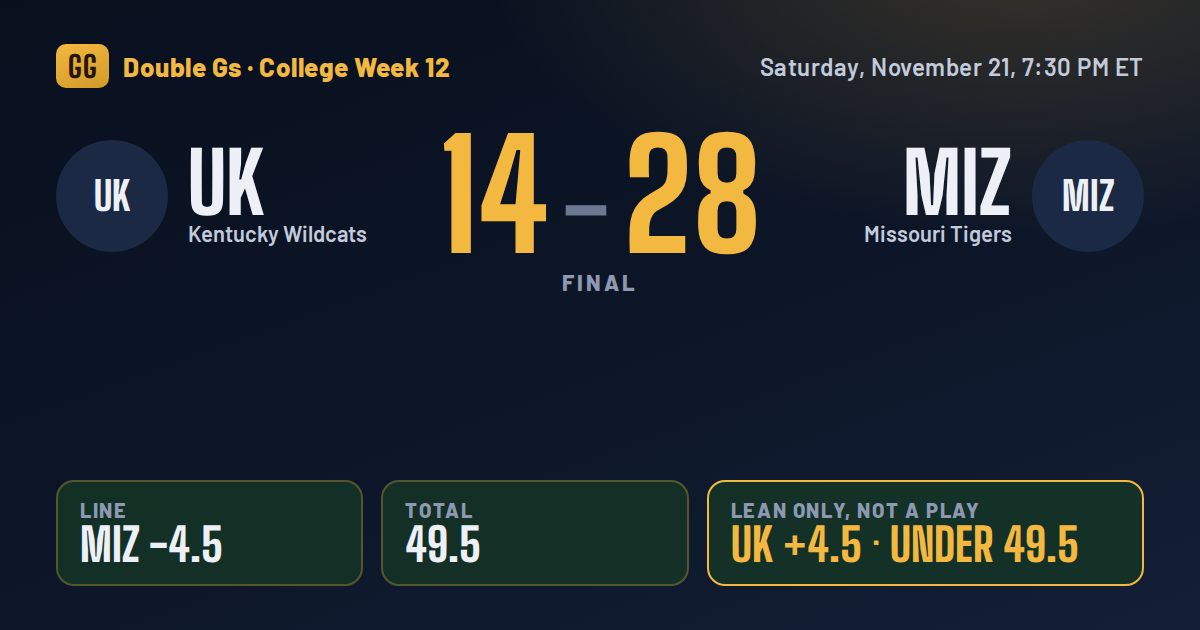 GG Double Gs · College Week 12
Saturday, November 21, 7:30 PM ET
UK
UK
Kentucky Wildcats
14 – 28
FINAL
MIZ
Missouri Tigers
MIZ
LINE
MIZ −4.5
TOTAL
49.5
LEAN ONLY, NOT A PLAY
UK +4.5 · UNDER 49.5